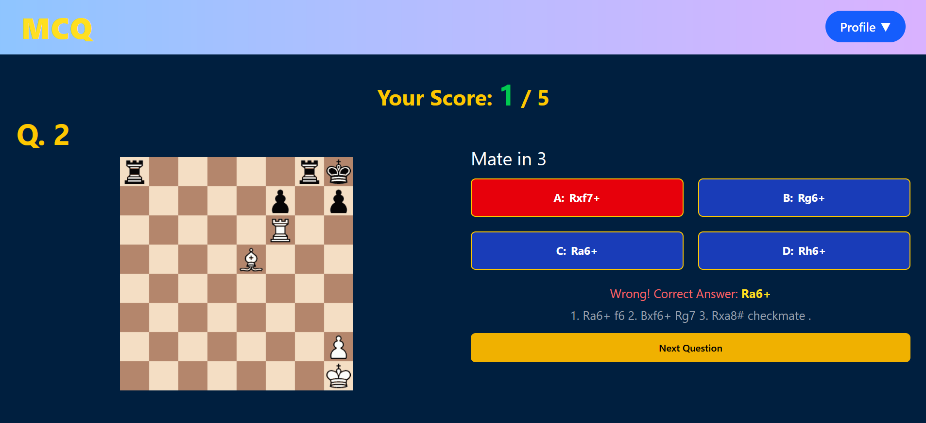 MCQ
Profile ▼
Your Score: 1 / 5
Q. 2
Mate in 3
A: Rxf7+
B: Rg6+
C: Ra6+
D: Rh6+
Wrong! Correct Answer: Ra6+
1. Ra6+ f6 2. Bxf6+ Rg7 3. Rxa8# checkmate .
Next Question